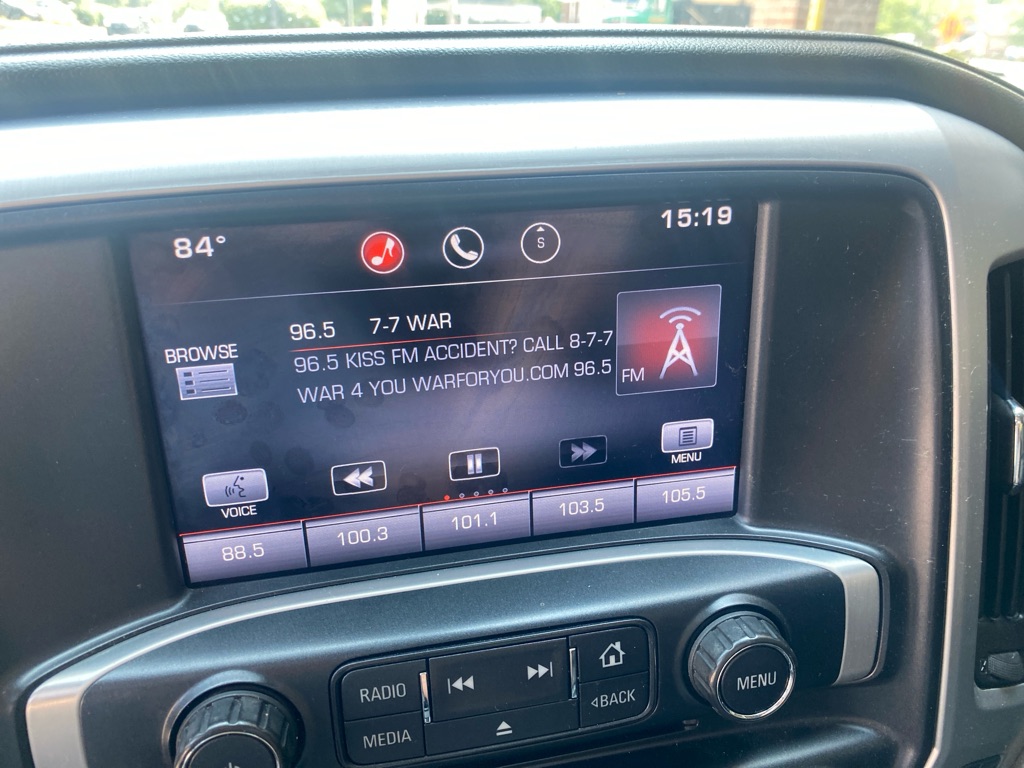 84°
S
15:19
BROWSE
96.5 7-7 WAR
96.5 KISS FM ACCIDENT? CALL 8-7-7
WAR 4 YOU WARFORYOU.COM 96.5
FM
VOICE
MENU
88.5 100.3 101.1 103.5 105.5
RADIO
MEDIA
BACK
MENU